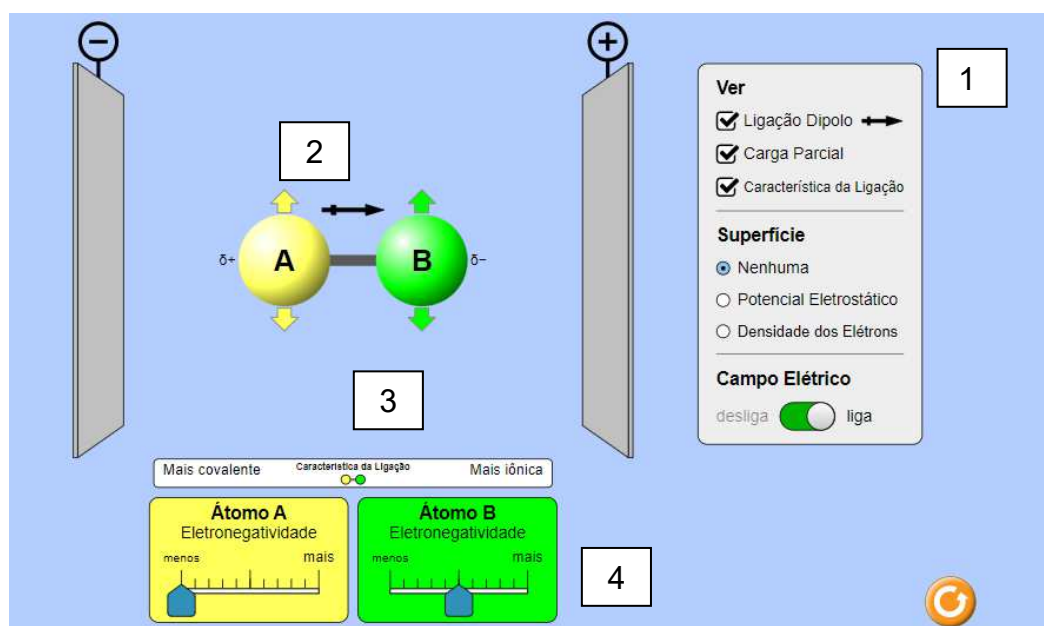 −
+
1
Ver
Ligação Dipolo
Carga Parcial
Característica da Ligação
Superfície
Nenhuma
Potencial Eletrostático
Densidade dos Elétrons
Campo Elétrico
desliga liga
2
δ+ A B δ−
3
Mais covalente Característica da Ligação Mais iônica
Átomo A
Eletronegatividade
menos mais
Átomo B
Eletronegatividade
menos mais
4